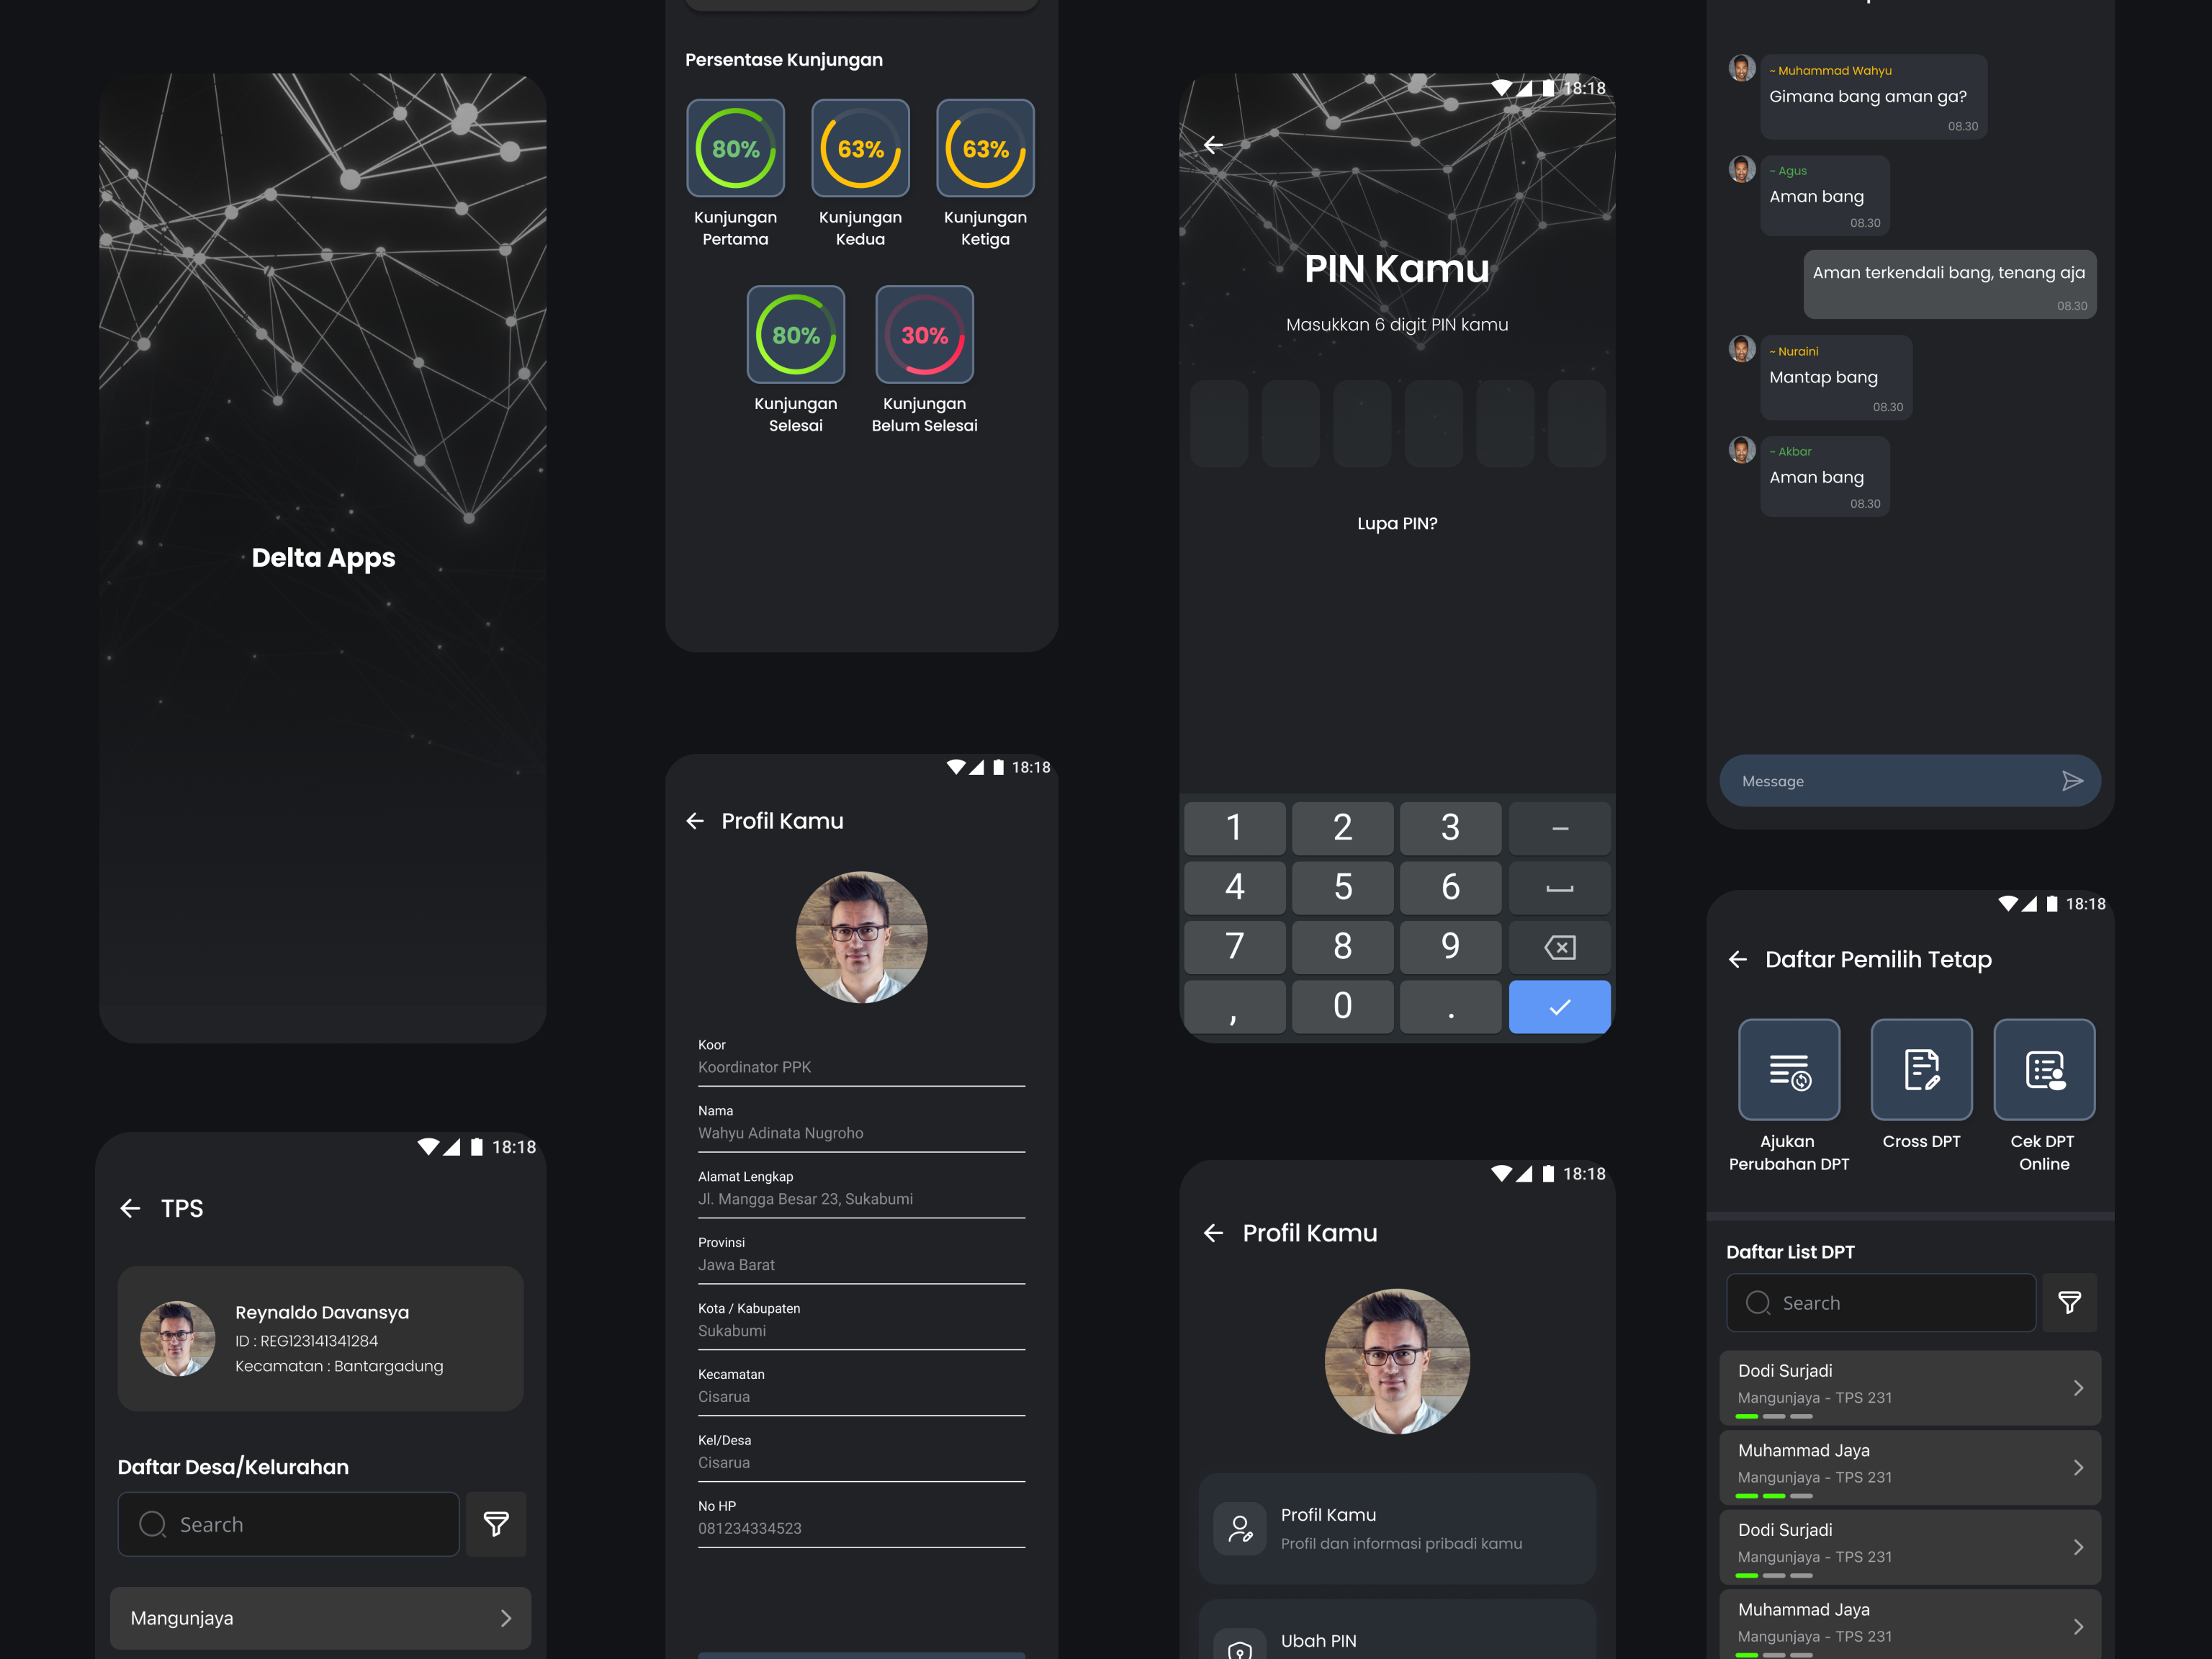 Delta Apps
18:18
TPS
Reynaldo Davansya
ID : REG123141341284
Kecamatan : Bantargadung
Daftar Desa/Kelurahan
Search
Mangunjaya
Persentase Kunjungan
80%
63%
63%
Kunjungan
Pertama
Kunjungan
Kedua
Kunjungan
Ketiga
80%
30%
Kunjungan
Selesai
Kunjungan
Belum Selesai
18:18
Profil Kamu
Koor
Koordinator PPK
Nama
Wahyu Adinata Nugroho
Alamat Lengkap
Jl. Mangga Besar 23, Sukabumi
Provinsi
Jawa Barat
Kota / Kabupaten
Sukabumi
Kecamatan
Cisarua
Kel/Desa
Cisarua
No HP
081234334523
18:18
PIN Kamu
Masukkan 6 digit PIN kamu
Lupa PIN?
1 2 3 –
4 5 6
7 8 9
, 0 .
18:18
Profil Kamu
Profil Kamu
Profil dan informasi pribadi kamu
Ubah PIN
~ Muhammad Wahyu
Gimana bang aman ga?
08.30
~ Agus
Aman bang
08.30
Aman terkendali bang, tenang aja
08.30
~ Nuraini
Mantap bang
08.30
~ Akbar
Aman bang
08.30
Message
18:18
Daftar Pemilih Tetap
Ajukan
Perubahan DPT
Cross DPT
Cek DPT
Online
Daftar List DPT
Search
Dodi Surjadi
Mangunjaya - TPS 231
Muhammad Jaya
Mangunjaya - TPS 231
Dodi Surjadi
Mangunjaya - TPS 231
Muhammad Jaya
Mangunjaya - TPS 231